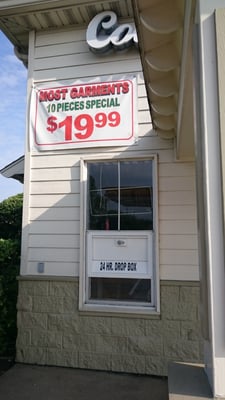 Co
MOST GARMENTS
10 PIECES SPECIAL
$19.99
24 HR. DROP BOX